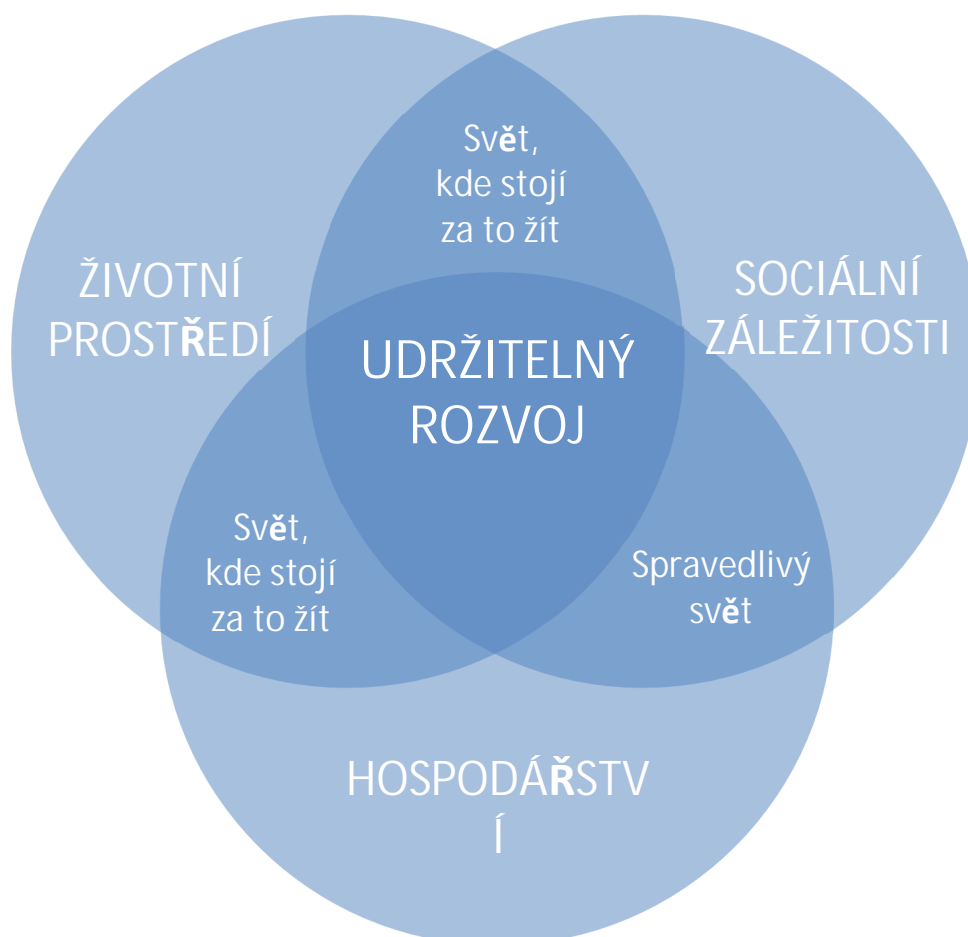 Svět,
kde stojí
za to žít
ŽIVOTNÍ
PROSTŘEDÍ
SOCIÁLNÍ
ZÁLEŽITOSTI
UDRŽITELNÝ
ROZVOJ
Svět,
kde stojí
za to žít
Spravedlivý
svět
HOSPODÁŘSTV
Í